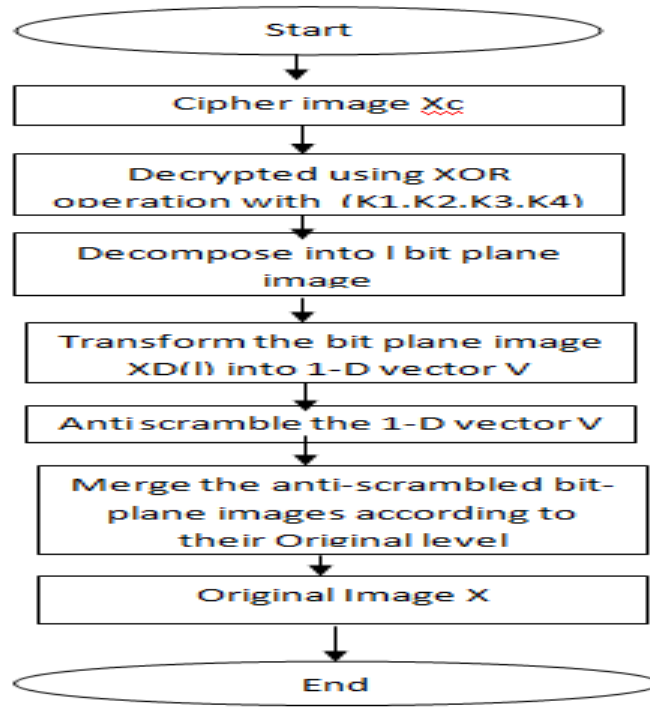 Start
Cipher image Xc
Decrypted using XOR
operation with (K1,K2,K3,K4)
Decompose into l bit plane
image
Transform the bit plane image
XD(l) into 1-D vector V
Anti scramble the 1-D vector V
Merge the anti-scrambled bit-
plane images according to
their Original level
Original Image X
End